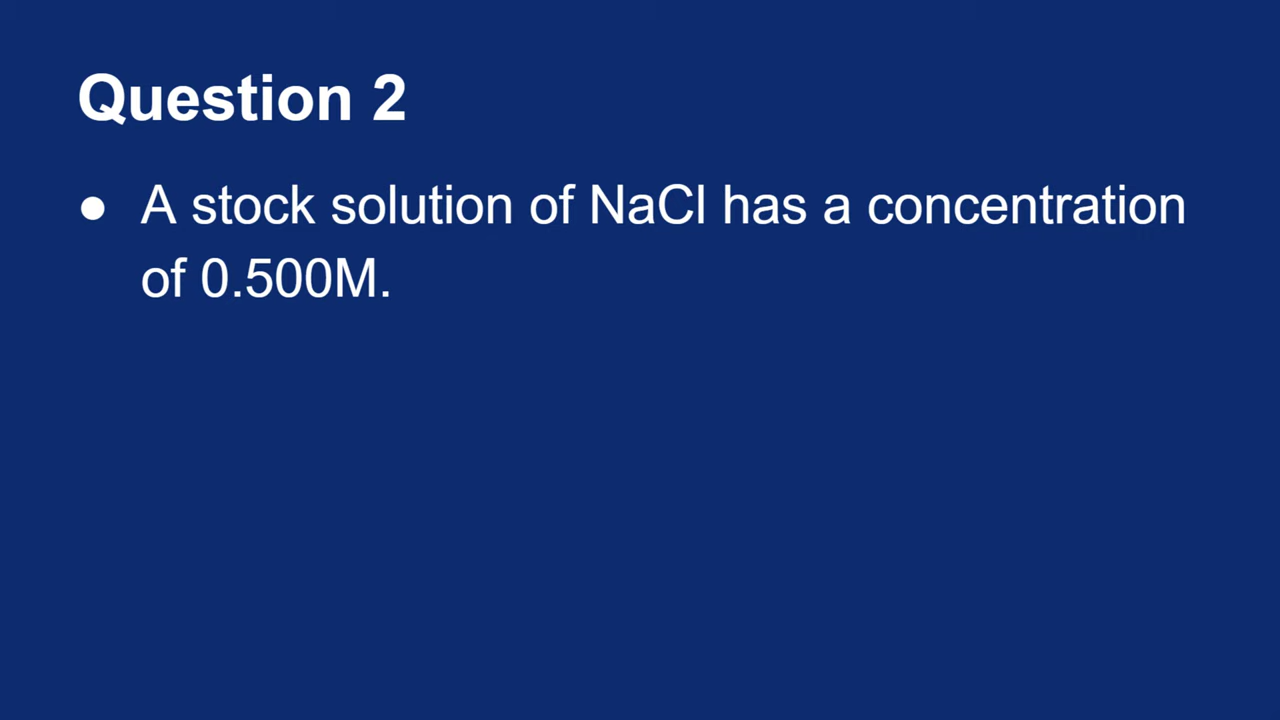 Question 2
● A stock solution of NaCl has a concentration
of 0.500M.